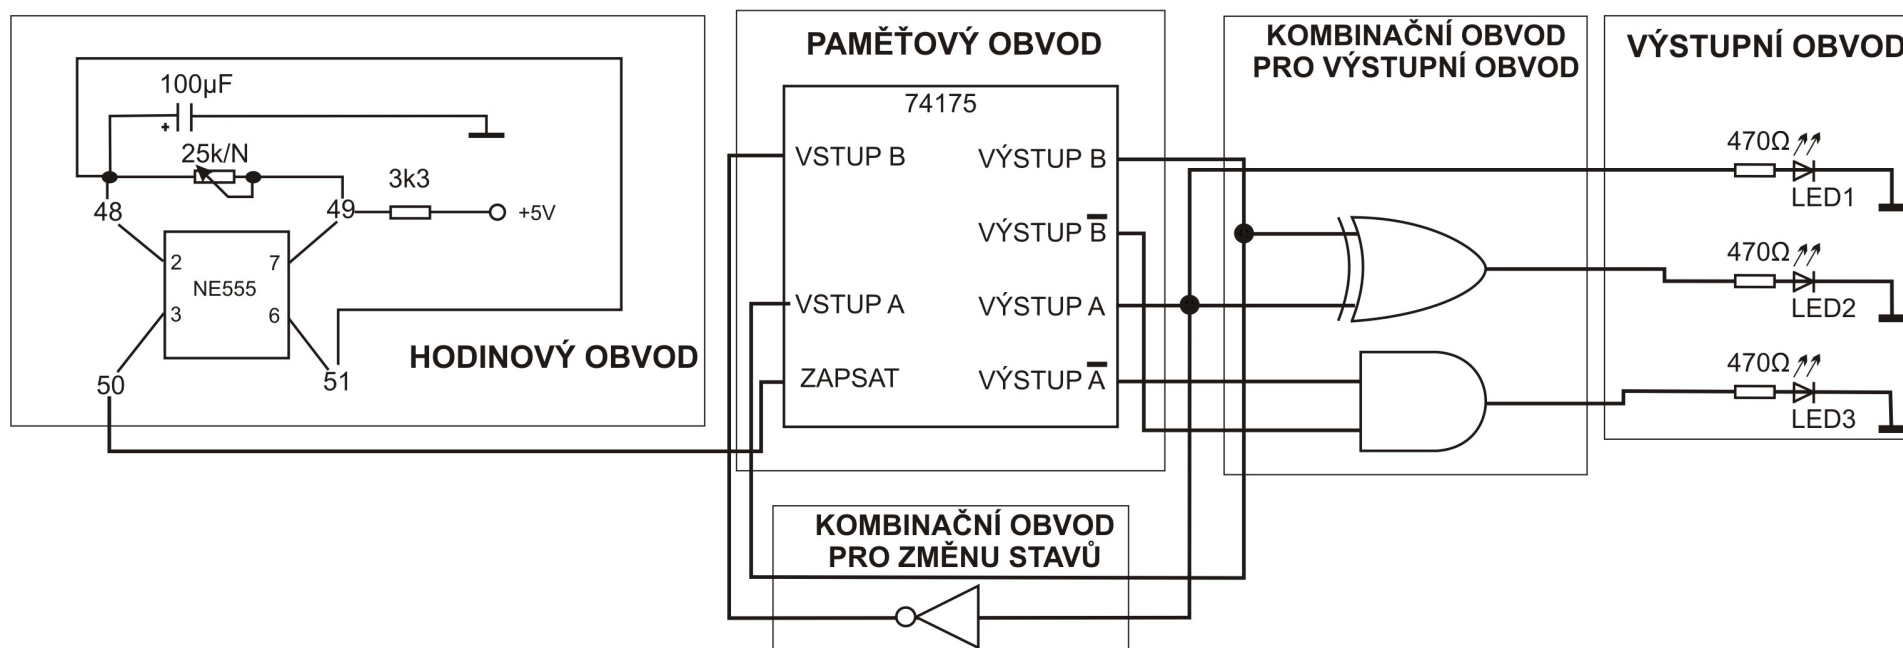 100µF
25k/N
3k3
+5V
48
49
2
7
NE555
3
6
50
51
HODINOVÝ OBVOD
PAMĚŤOVÝ OBVOD
74175
VSTUP B
VÝSTUP B
VÝSTUP B̅
VSTUP A
VÝSTUP A
ZAPSAT
VÝSTUP A̅
KOMBINAČNÍ OBVOD
PRO ZMĚNU STAVŮ
KOMBINAČNÍ OBVOD
PRO VÝSTUPNÍ OBVOD
VÝSTUPNÍ OBVOD
470Ω
LED1
470Ω
LED2
470Ω
LED3